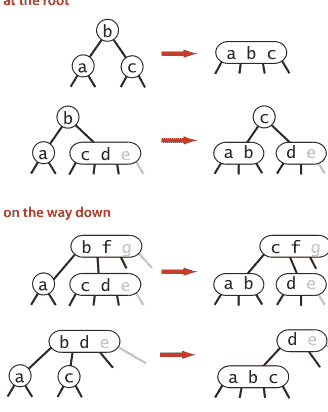 at the root
b
a c
a b c
b
a c d e
c
a b d e
on the way down
b f g
a c d e
c f g
a b d e
b d e
a c
d e
a b c